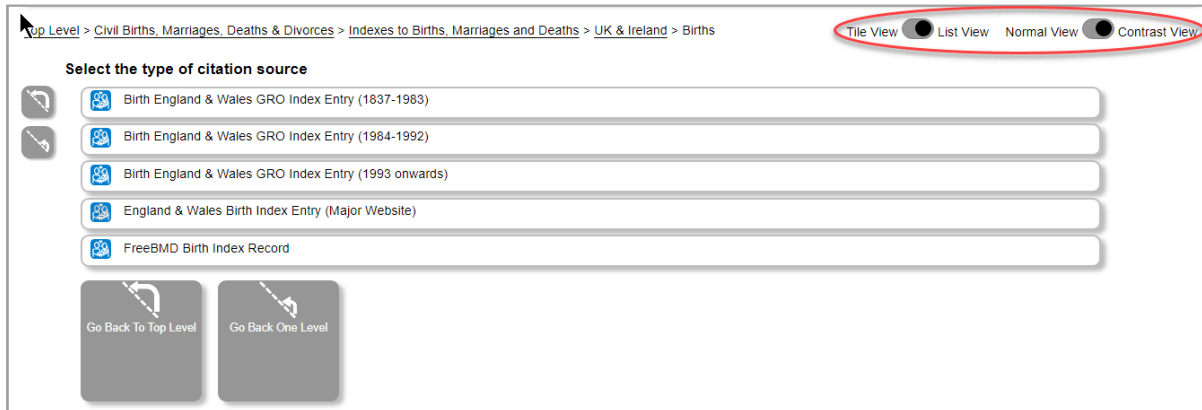 Top Level > Civil Births, Marriages, Deaths & Divorces > Indexes to Births, Marriages and Deaths > UK & Ireland > Births
Tile View List View Normal View Contrast View
Select the type of citation source
Birth England & Wales GRO Index Entry (1837-1983)
Birth England & Wales GRO Index Entry (1984-1992)
Birth England & Wales GRO Index Entry (1993 onwards)
England & Wales Birth Index Entry (Major Website)
FreeBMD Birth Index Record
Go Back To Top Level
Go Back One Level